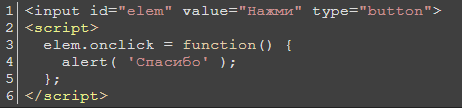 1 <input id="elem" value="Нажми" type="button">
2 <script>
3   elem.onclick = function() {
4     alert( 'Спасибо' );
5   };
6 </script>